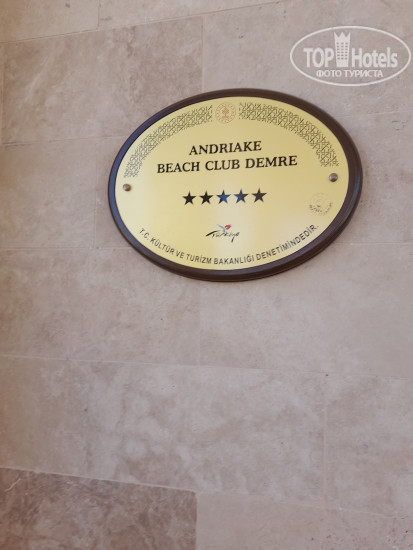 TOP Hotels
ФОТО ТУРИСТА
ANDRIAKE
BEACH CLUB DEMRE
★★★★★
Türkiye
T.C. KÜLTÜR VE TURİZM BAKANLIĞI DENETİMİNDEDİR.